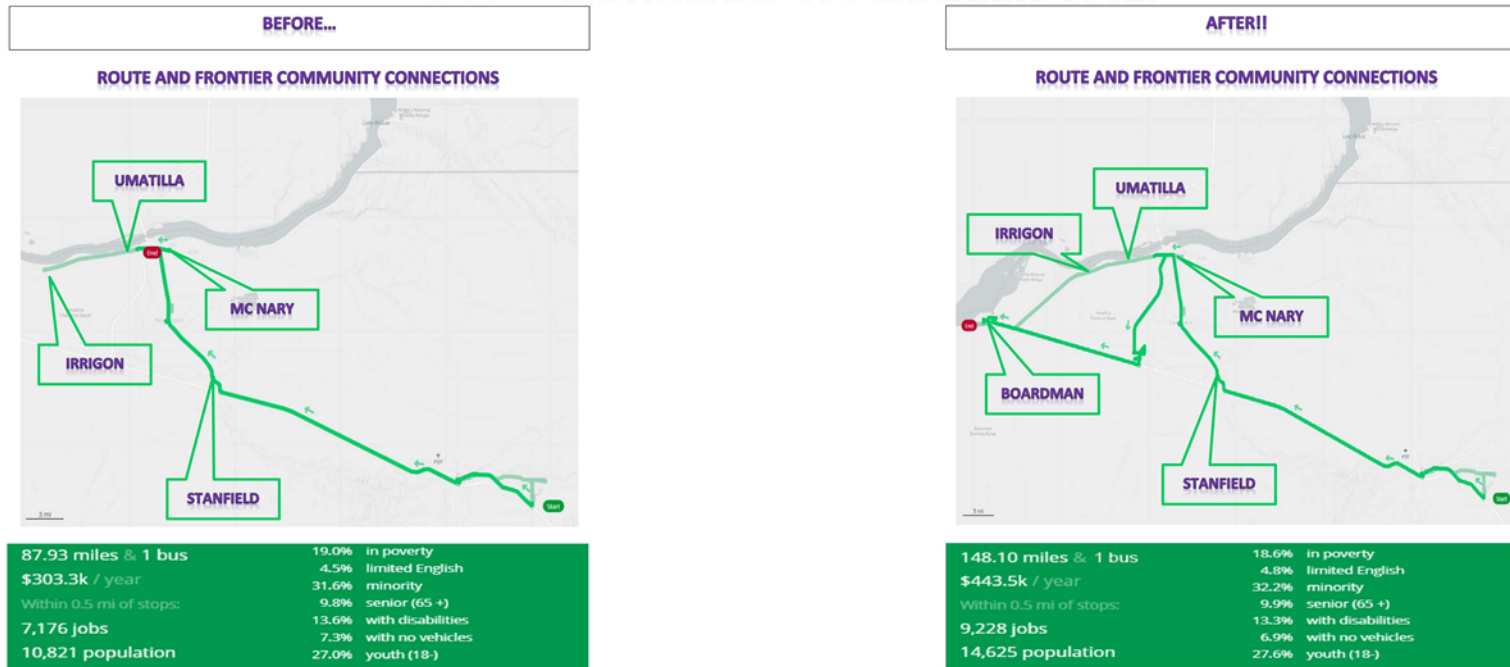 BEFORE...
ROUTE AND FRONTIER COMMUNITY CONNECTIONS
UMATILLA
End
MC NARY
IRRIGON
STANFIELD
PDT
Start
3 mi
87.93 miles & 1 bus
$303.3k / year
Within 0.5 mi of stops:
7,176 jobs
10,821 population
19.0% in poverty
4.5% limited English
31.6% minority
9.8% senior (65 +)
13.6% with disabilities
7.3% with no vehicles
27.0% youth (18-)
AFTER!!
ROUTE AND FRONTIER COMMUNITY CONNECTIONS
UMATILLA
IRRIGON
MC NARY
End
BOARDMAN
STANFIELD
PDT
Start
3 mi
148.10 miles & 1 bus
$443.5k / year
Within 0.5 mi of stops:
9,228 jobs
14,625 population
18.6% in poverty
4.8% limited English
32.2% minority
9.9% senior (65 +)
13.3% with disabilities
6.9% with no vehicles
27.6% youth (18-)